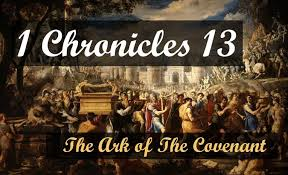 1 Chronicles 13
The Ark of The Covenant